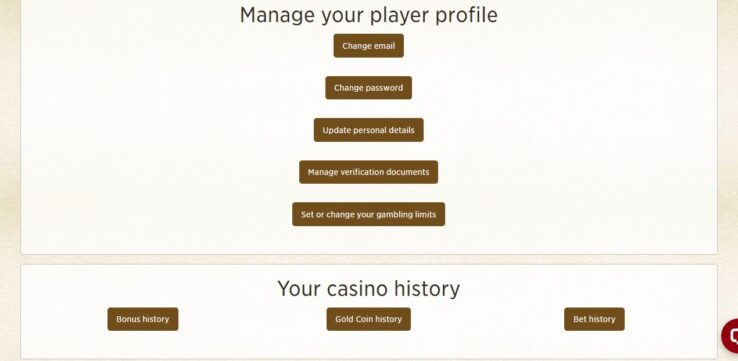 Manage your player profile
Change email
Change password
Update personal details
Manage verification documents
Set or change your gambling limits
Your casino history
Bonus history
Gold Coin history
Bet history